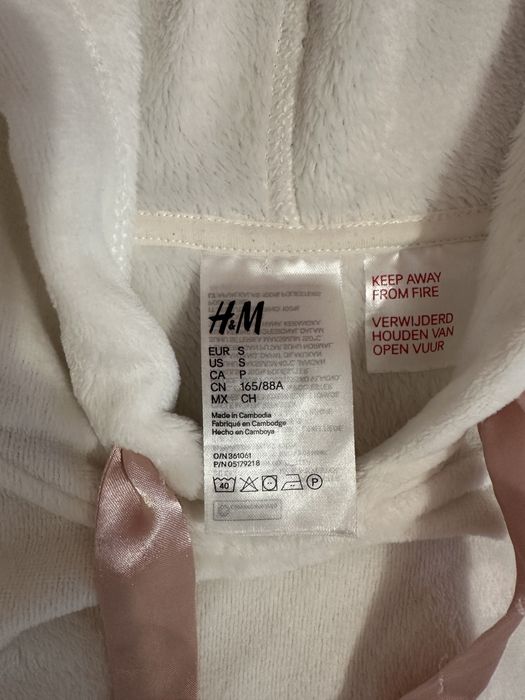 H&M
EUR S
US S
CA P
CN 165/88A
MX CH
Made in Cambodia
Fabriqué en Cambodge
Hecho en Camboya
O/N 361061
P/N 05179218
40
P
KEEP AWAY
FROM FIRE
VERWIJDERD
HOUDEN VAN
OPEN VUUR